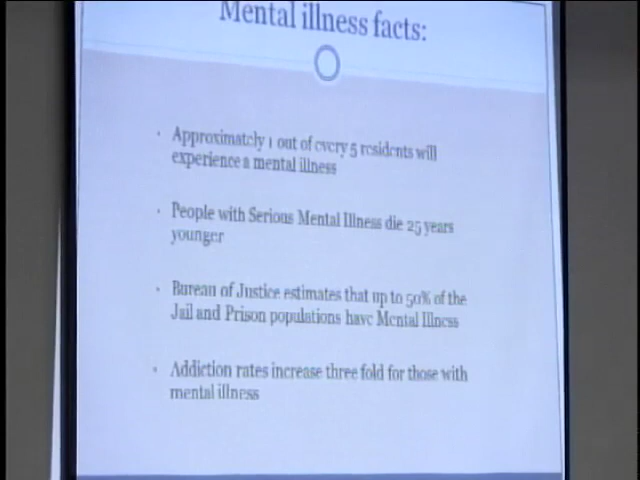 Mental illness facts:
Approximately 1 out of every 5 residents will
experience a mental illness
People with Serious Mental Illness die 25 years
younger
Bureau of Justice estimates that up to 50% of the
Jail and Prison populations have Mental Illness
Addiction rates increase three fold for those with
mental illness